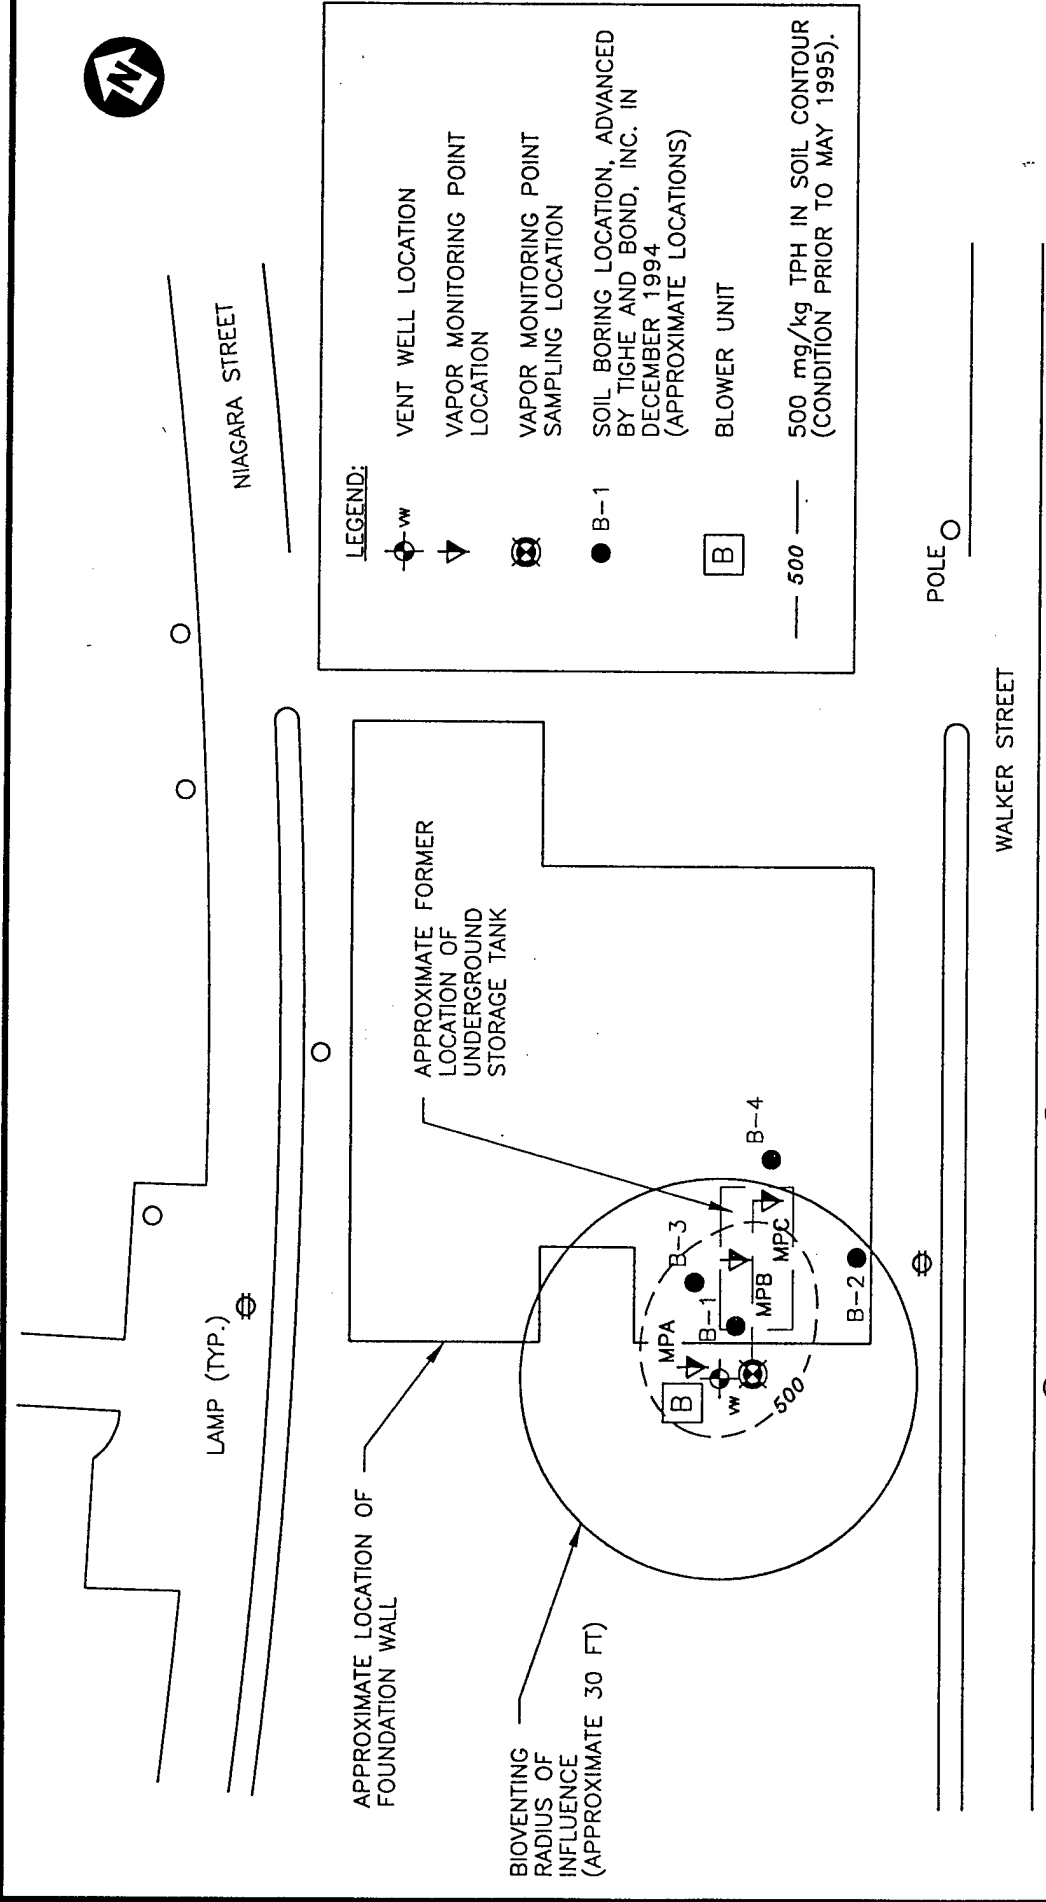 N
NIAGARA STREET
LEGEND:
VW
VENT WELL LOCATION
VAPOR MONITORING POINT
LOCATION
VAPOR MONITORING POINT
SAMPLING LOCATION
B-1
SOIL BORING LOCATION, ADVANCED
BY TIGHE AND BOND, INC. IN
DECEMBER 1994
(APPROXIMATE LOCATIONS)
B
BLOWER UNIT
500
500 mg/kg TPH IN SOIL CONTOUR
(CONDITION PRIOR TO MAY 1995).
LAMP (TYP.)
APPROXIMATE LOCATION OF
FOUNDATION WALL
APPROXIMATE FORMER
LOCATION OF
UNDERGROUND
STORAGE TANK
BIOVENTING
RADIUS OF
INFLUENCE
(APPROXIMATE 30 FT)
MPA
B-3
B
B-1
VW
MPB
MPC
B-4
500
B-2
POLE
WALKER STREET